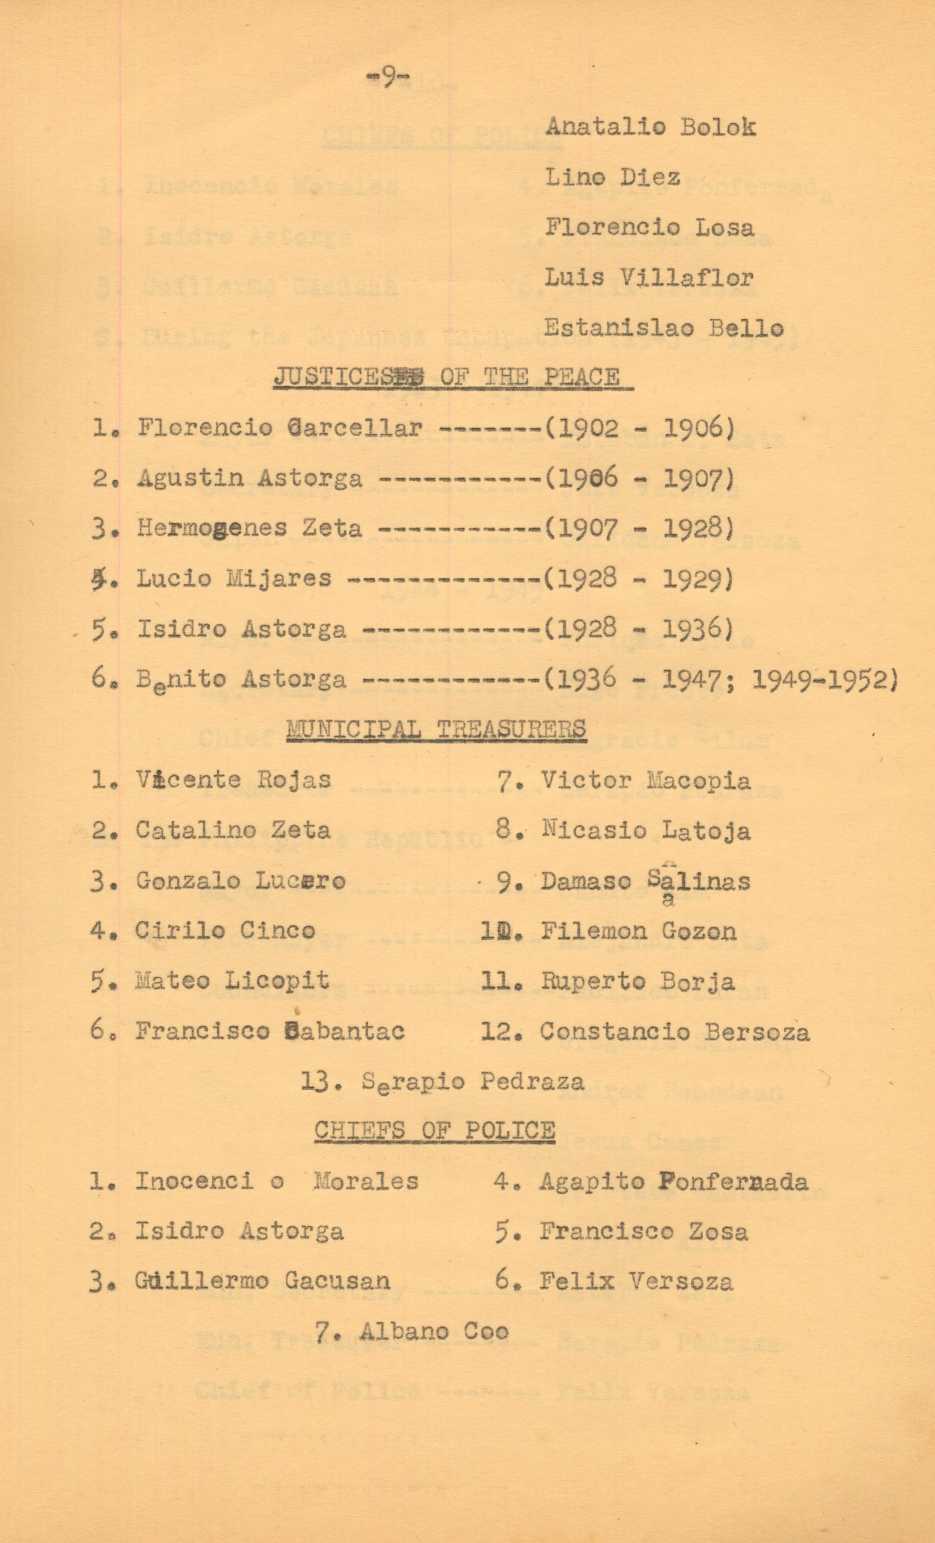 -9-
Anatalio Bolok
Lino Diez
Florencio Losa
Luis Villaflor
Estanislao Bello
JUSTICES OF THE PEACE
1. Florencio Carcellar -------(1902 - 1906)
2. Agustin Astorga -----------(1906 - 1907)
3. Hermogenes Zeta -----------(1907 - 1928)
4. Lucio Mijares -------------(1928 - 1929)
5. Isidro Astorga ------------(1928 - 1936)
6. Benito Astorga ------------(1936 - 1947; 1949-1952)
MUNICIPAL TREASURERS
1. Vicente Rojas 7. Victor Macopia
2. Catalino Zeta 8. Nicasio Latoja
3. Gonzalo Lucero 9. Damaso Salinas
4. Cirilo Cinco 10. Filemon Gozon
5. Mateo Licopit 11. Ruperto Borja
6. Francisco Cabantac 12. Constancio Bersoza
13. Serapio Pedraza
CHIEFS OF POLICE
1. Inocenci o Morales 4. Agapito Ponfernada
2. Isidro Astorga 5. Francisco Zosa
3. Guillermo Gacusan 6. Felix Versoza
7. Albano Coo